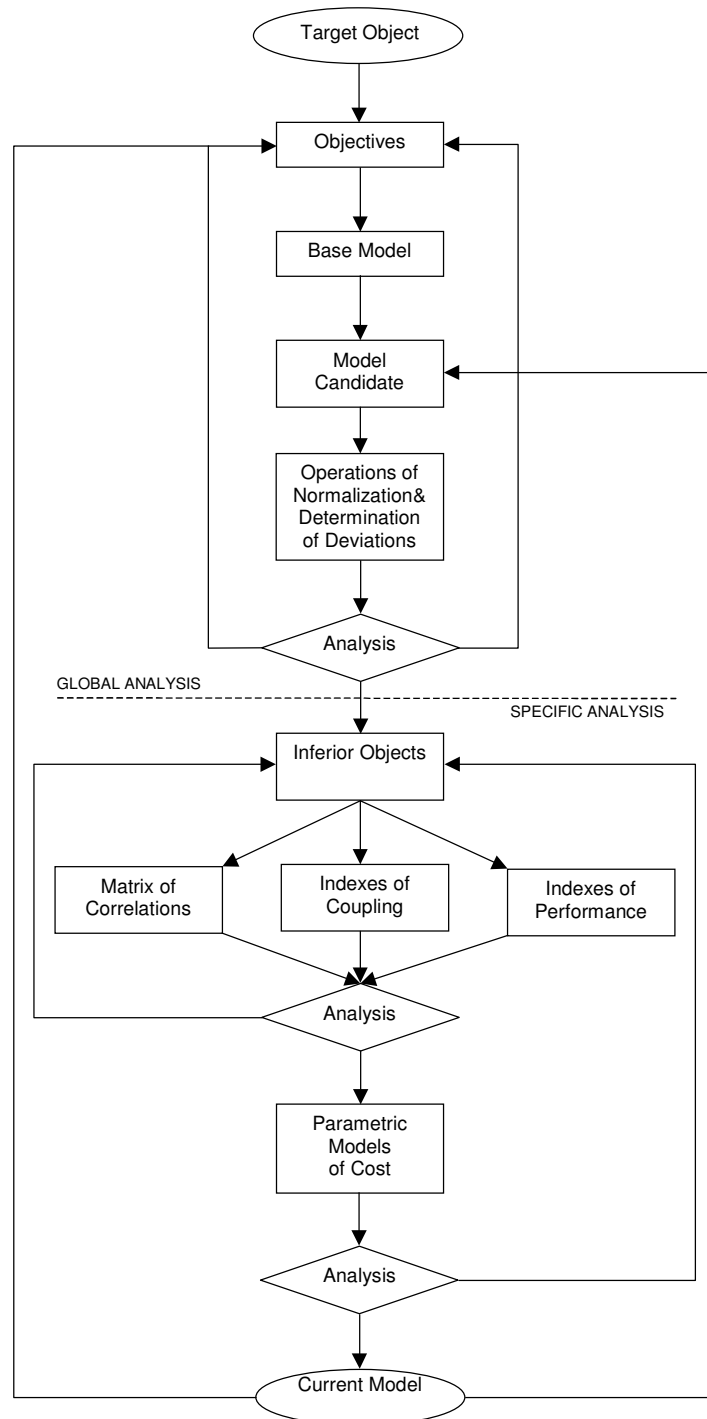 Target Object
Objectives
Base Model
Model
Candidate
Operations of
Normalization&
Determination
of Deviations
Analysis
GLOBAL ANALYSIS
SPECIFIC ANALYSIS
Inferior Objects
Matrix of
Correlations
Indexes of
Coupling
Indexes of
Performance
Analysis
Parametric
Models
of Cost
Analysis
Current Model